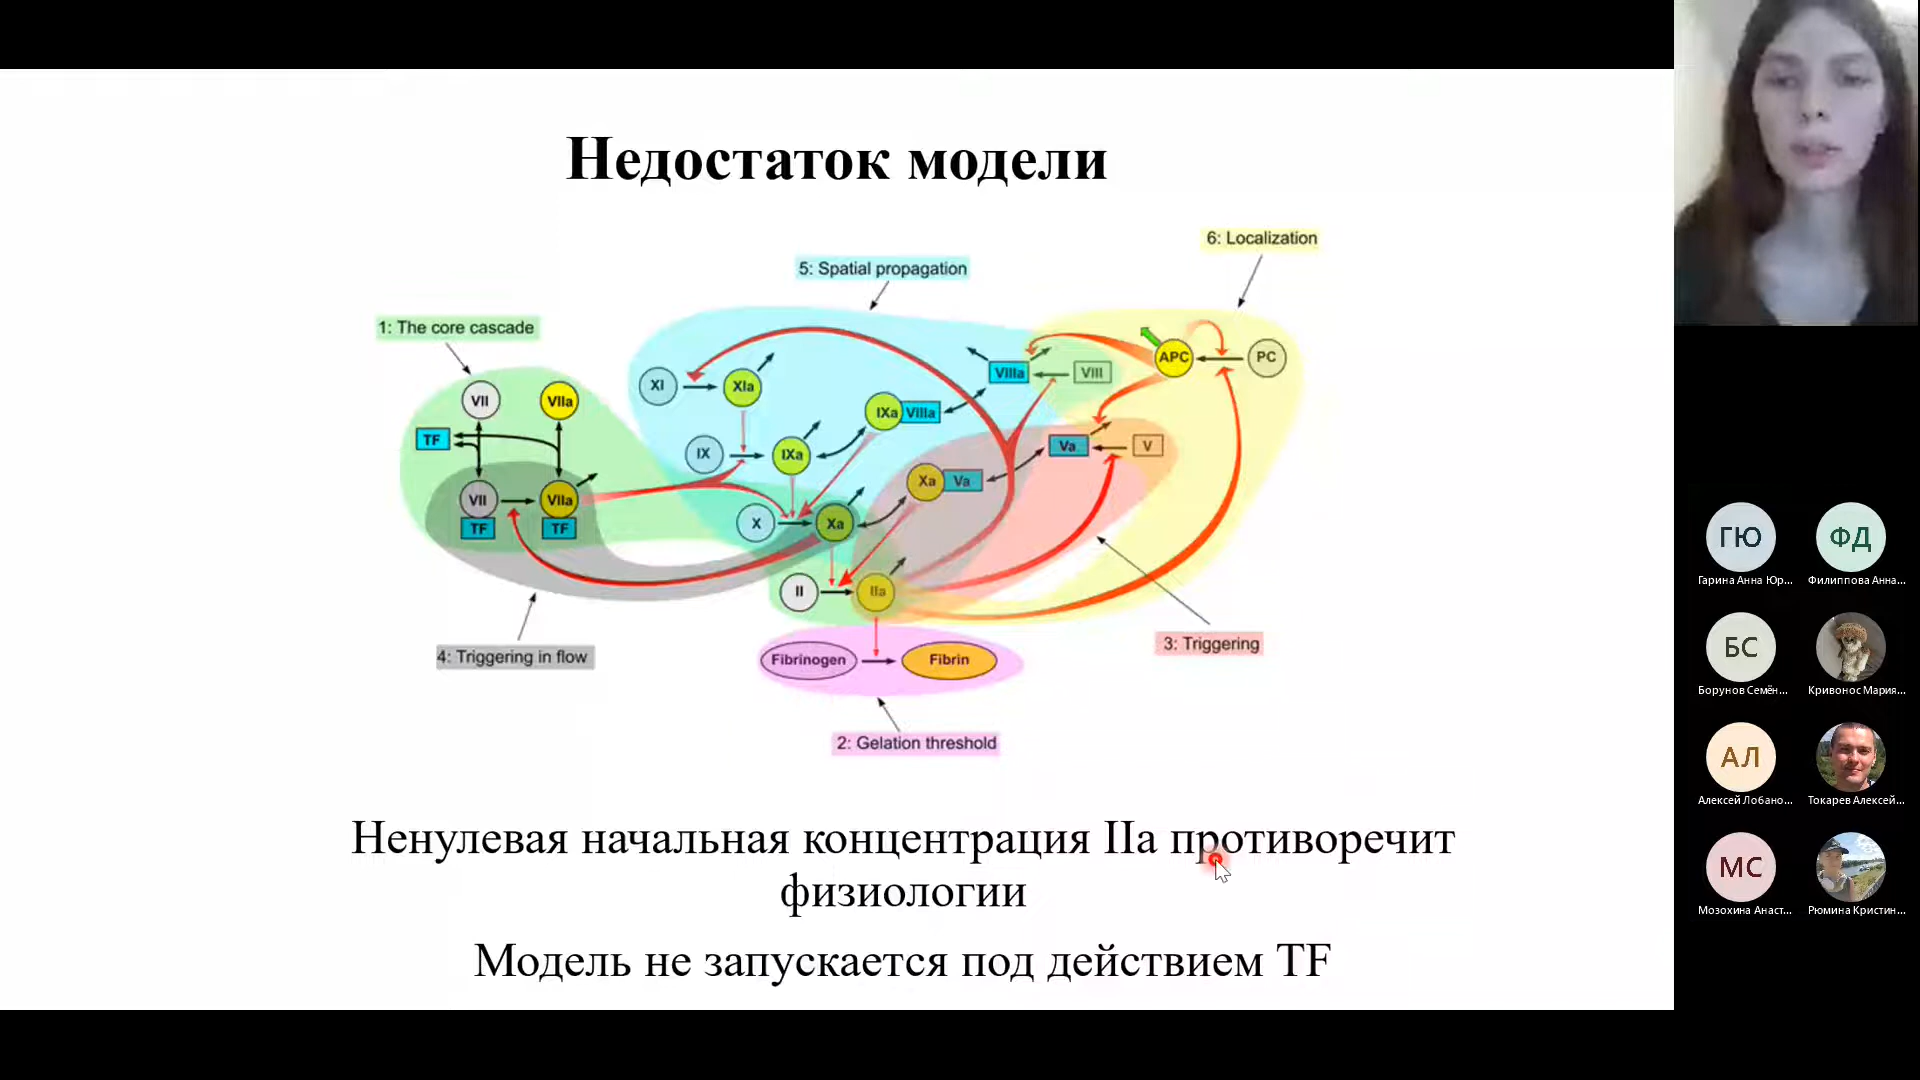 Недостаток модели
6: Localization
5: Spatial propagation
1: The core cascade
XI
XIa
VIIIa
VIII
APC
PC
VII
VIIa
TF
IXa
VIIIa
IX
IXa
Va
V
Xa
Va
VII
TF
VIIa
TF
X
Xa
II
IIa
4: Triggering in flow
3: Triggering
Fibrinogen
Fibrin
2: Gelation threshold
Ненулевая начальная концентрация IIa противоречит
физиологии
Модель не запускается под действием TF
ГЮ
ФД
Гарина Анна Юр...
Филиппова Анна...
БС
Борунов Семён...
Кривонос Мария...
АЛ
Алексей Лобано...
Токарев Алексей...
МС
Мозохина Анаст...
Рюмина Кристин...